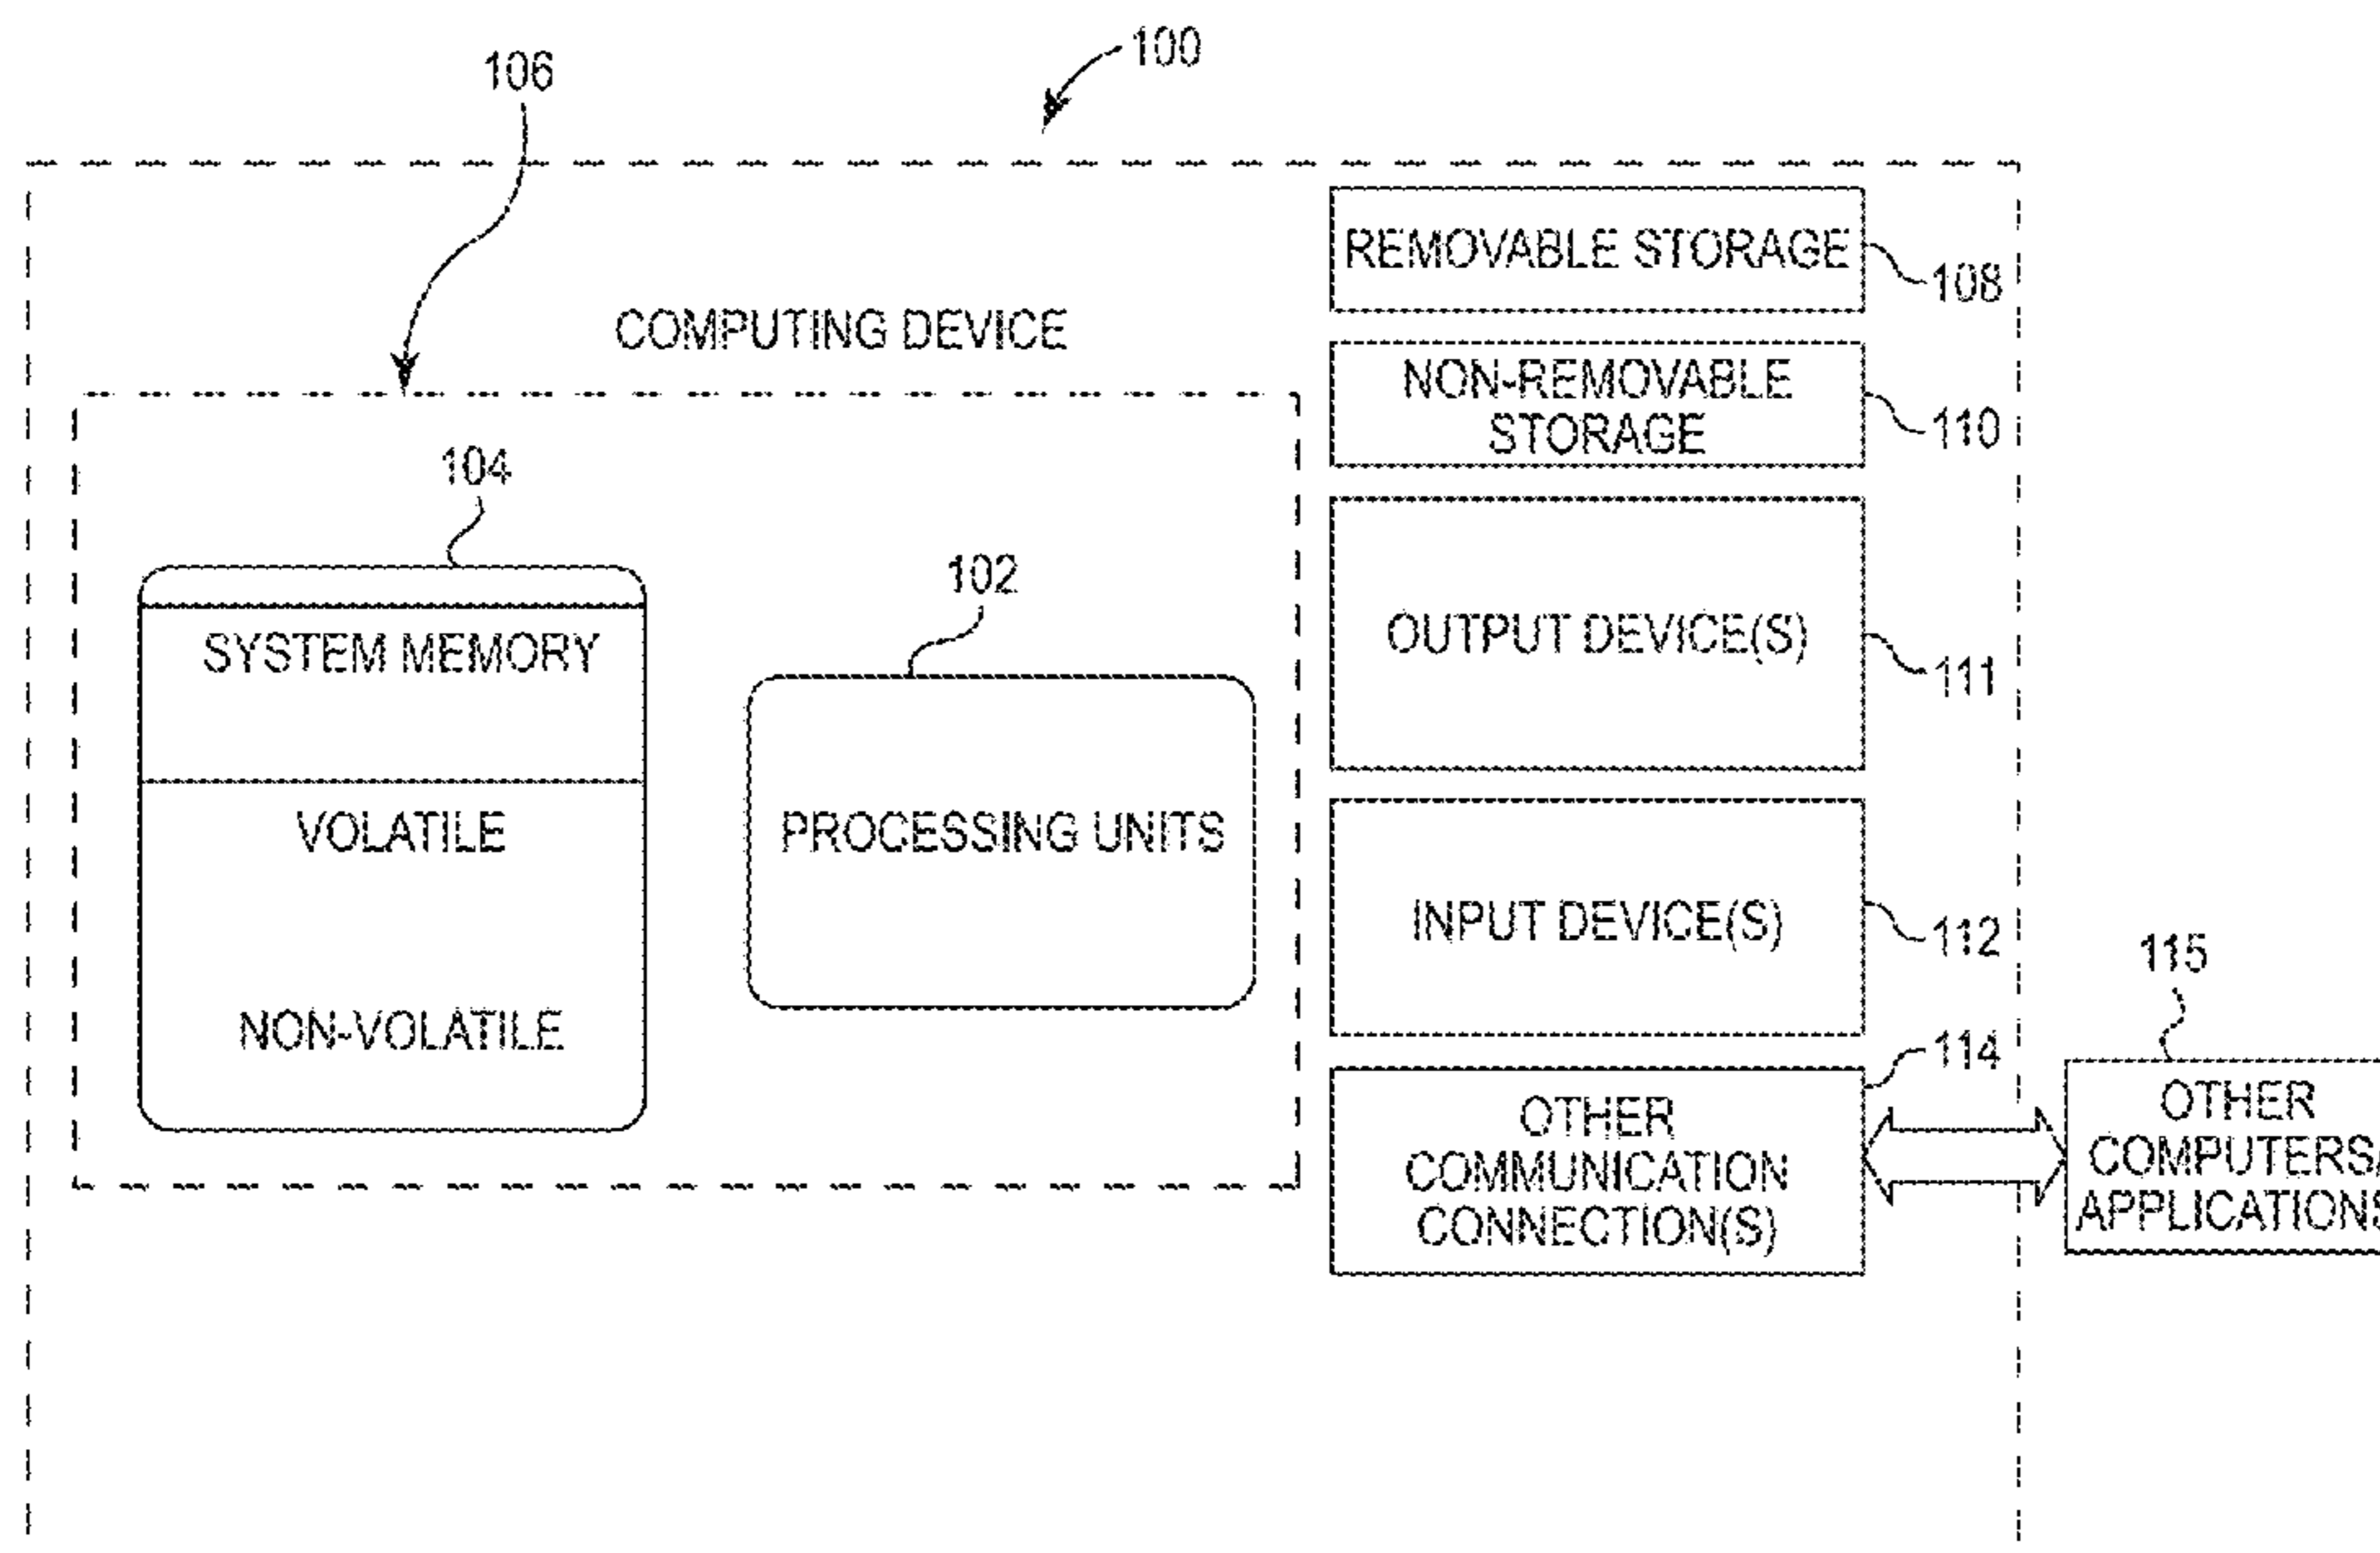 100
106
REMOVABLE STORAGE
108
COMPUTING DEVICE
NON-REMOVABLE
STORAGE
110
104
102
SYSTEM MEMORY
OUTPUT DEVICE(S)
111
VOLATILE
PROCESSING UNITS
INPUT DEVICE(S)
112
NON-VOLATILE
114
115
OTHER
COMMUNICATION
CONNECTION(S)
OTHER
COMPUTERS/
APPLICATIONS